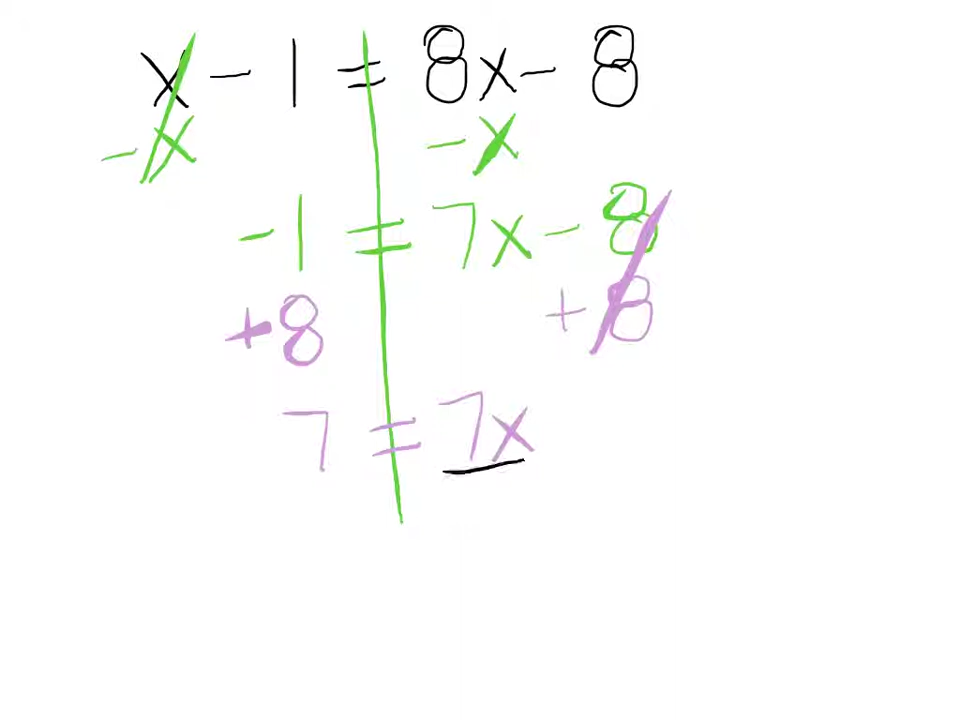 x - 1 = 8x - 8
- x - x
- 1 = 7x - 8
+ 8 + 8
7 = 7x